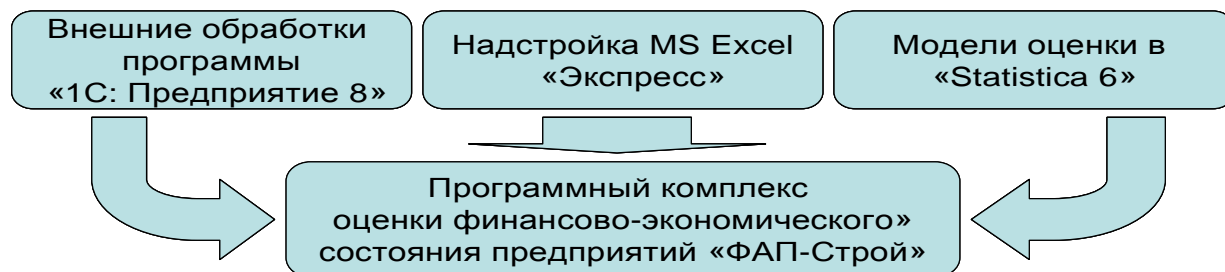 Внешние обработки
программы
«1С: Предприятие 8»
Надстройка MS Excel
«Экспресс»
Модели оценки в
«Statistica 6»
Программный комплекс
оценки финансово-экономического»
состояния предприятий «ФАП-Строй»